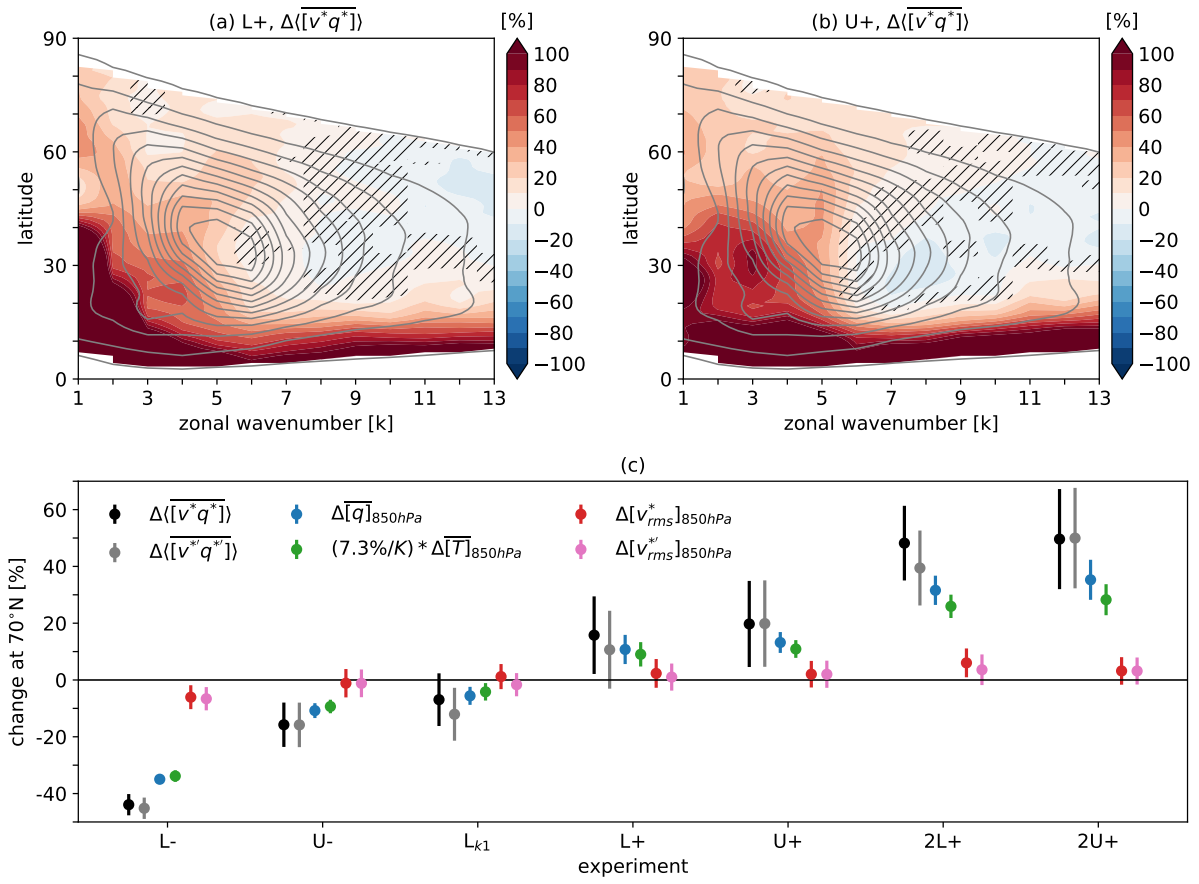 (a) L+, Δ⟨[v*q*]⟩
[%]
90
60
30
0
latitude
1 3 5 7 9 11 13
zonal wavenumber [k]
100
80
60
40
20
0
−20
−40
−60
−80
−100
(b) U+, Δ⟨[v*q*]⟩
[%]
90
60
30
0
latitude
1 3 5 7 9 11 13
zonal wavenumber [k]
100
80
60
40
20
0
−20
−40
−60
−80
−100
(c)
Δ⟨[v*q*]⟩
Δ⟨[v*′q*′]⟩
Δ[q]850hPa
(7.3%/K) * Δ[T]850hPa
Δ[v*rms]850hPa
Δ[v*′rms]850hPa
60
40
20
0
-20
-40
change at 70°N [%]
L- U- Lk1 L+ U+ 2L+ 2U+
experiment